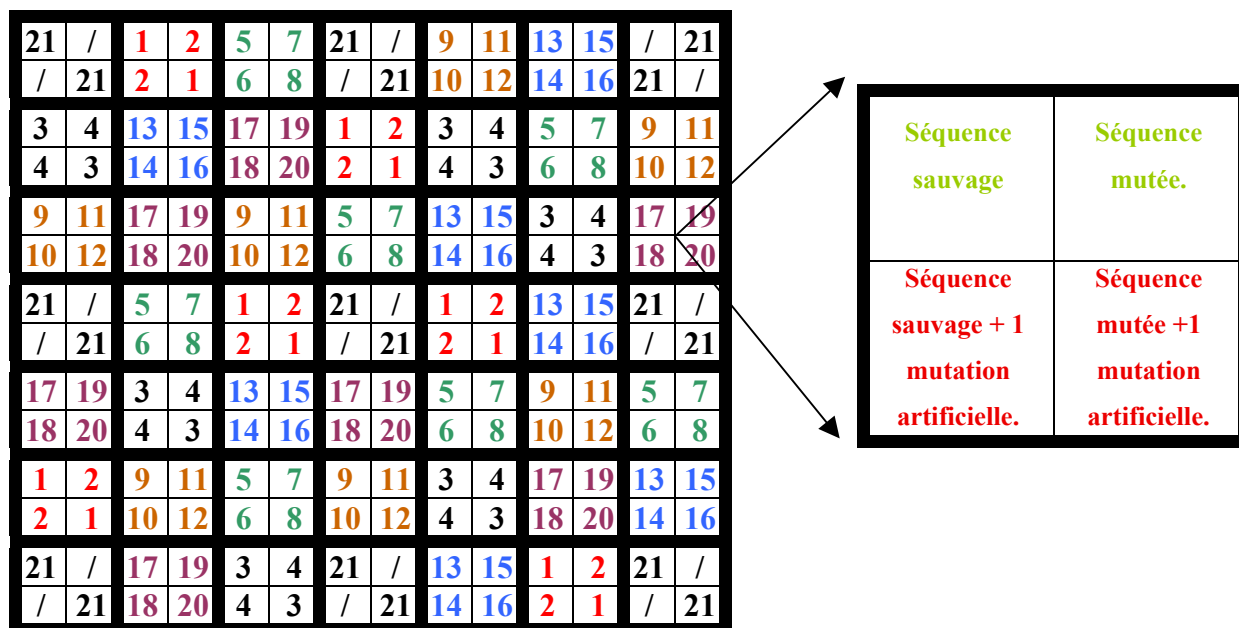 21 / 1 2 5 7 21 / 9 11 13 15 / 21
/ 21 2 1 6 8 / 21 10 12 14 16 21 /
3 4 13 15 17 19 1 2 3 4 5 7 9 11
4 3 14 16 18 20 2 1 4 3 6 8 10 12
9 11 17 19 9 11 5 7 13 15 3 4 17 19
10 12 18 20 10 12 6 8 14 16 4 3 18 20
21 / 5 7 1 2 21 / 1 2 13 15 21 /
/ 21 6 8 2 1 / 21 2 1 14 16 / 21
17 19 3 4 13 15 17 19 5 7 9 11 5 7
18 20 4 3 14 16 18 20 6 8 10 12 6 8
1 2 9 11 5 7 9 11 3 4 17 19 13 15
2 1 10 12 6 8 10 12 4 3 18 20 14 16
21 / 17 19 3 4 21 / 13 15 1 2 21 /
/ 21 18 20 4 3 / 21 14 16 2 1 / 21
Séquence
sauvage
Séquence
mutée.
Séquence
sauvage + 1
mutation
artificielle.
Séquence
mutée +1
mutation
artificielle.